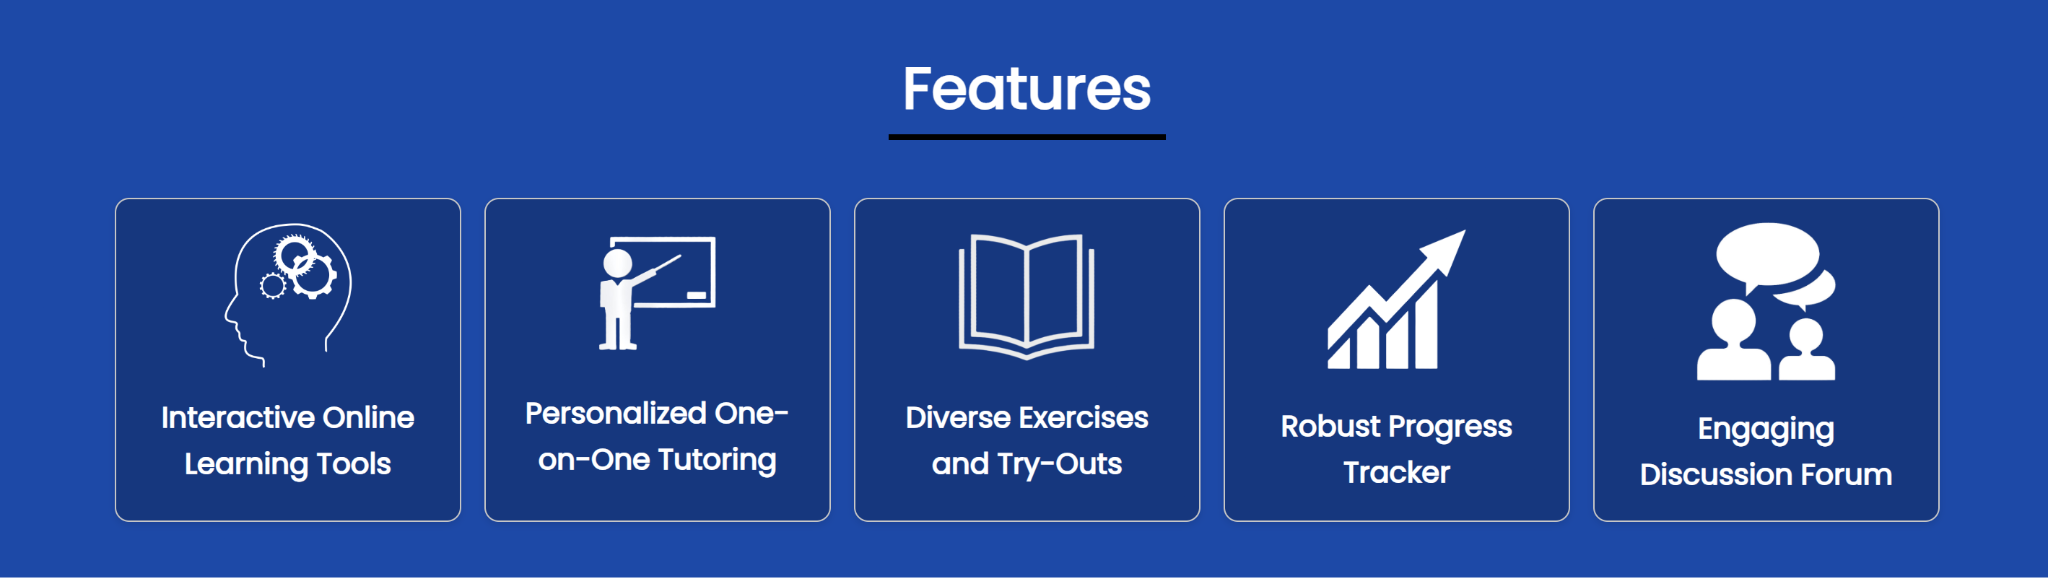 Features
Interactive Online
Learning Tools
Personalized One-
on-One Tutoring
Diverse Exercises
and Try-Outs
Robust Progress
Tracker
Engaging
Discussion Forum